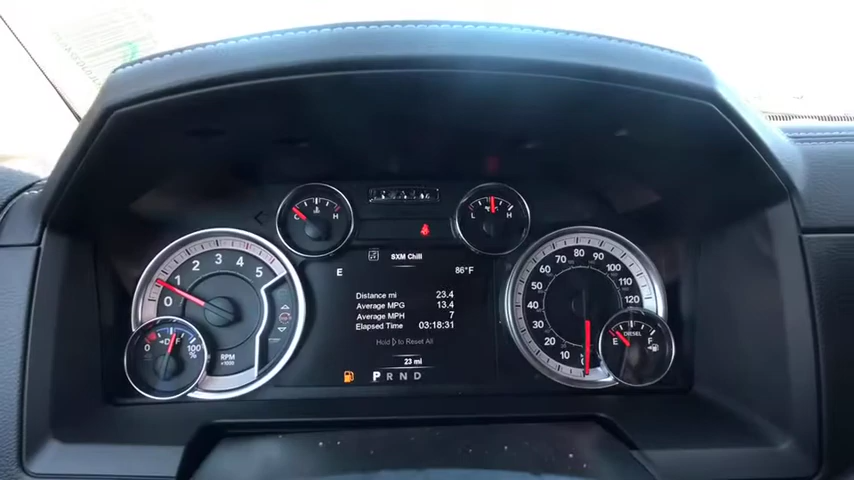 C H
RAM
L H
SXM Chill
E 86°F
Distance mi 23.4
Average MPG 13.4
Average MPH 7
Elapsed Time 03:18:31
Hold to Reset All
23 mi
P R N D
0 1 2 3 4 5
RPM
x1000
0 DEF 100
%
10 20 30 40 50 60 70 80 90 100 110 120
E DIESEL F